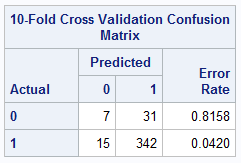 10-Fold Cross Validation Confusion
Matrix
Predicted
Error
Actual 0 1 Rate
0 7 31 0.8158
1 15 342 0.0420